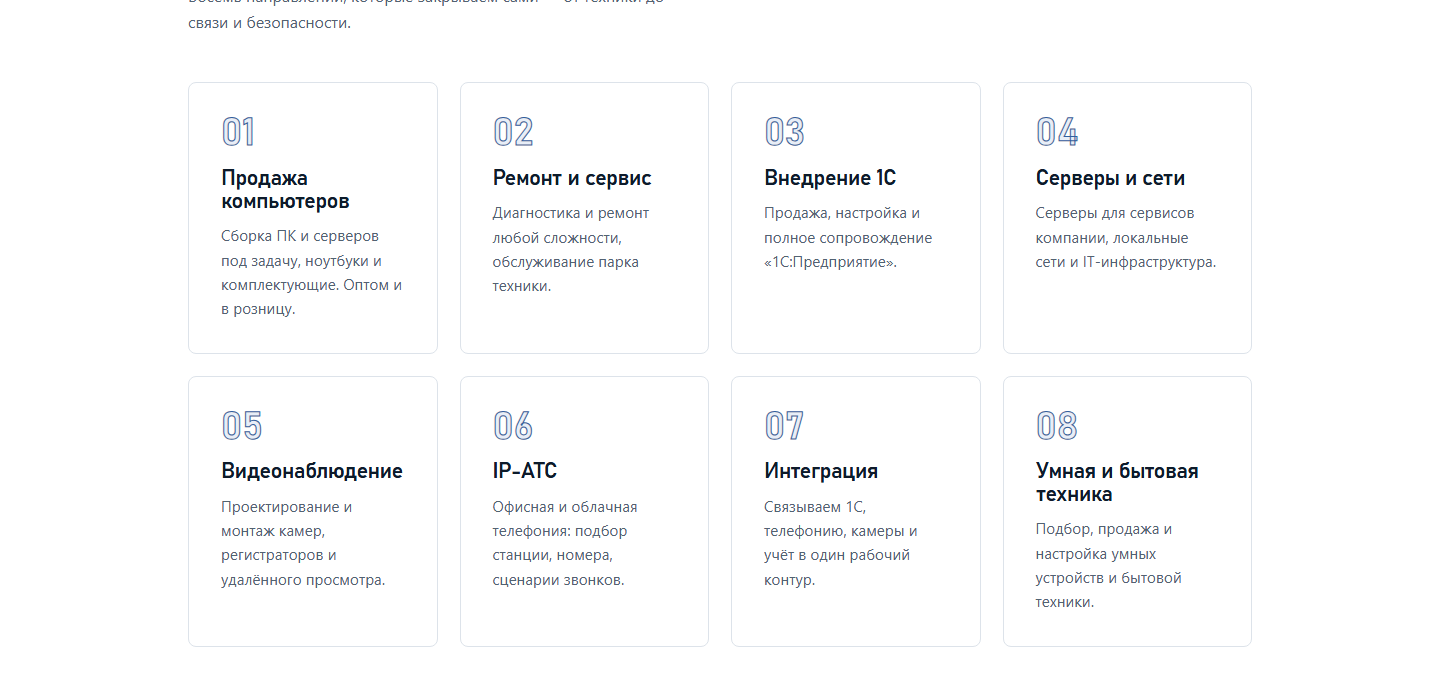 связи и безопасности.
01
Продажа
компьютеров
Сборка ПК и серверов
под задачу, ноутбуки и
комплектующие. Оптом и
в розницу.
02
Ремонт и сервис
Диагностика и ремонт
любой сложности,
обслуживание парка
техники.
03
Внедрение 1С
Продажа, настройка и
полное сопровождение
«1С:Предприятие».
04
Серверы и сети
Серверы для сервисов
компании, локальные
сети и IT-инфраструктура.
05
Видеонаблюдение
Проектирование и
монтаж камер,
регистраторов и
удалённого просмотра.
06
IP-АТС
Офисная и облачная
телефония: подбор
станции, номера,
сценарии звонков.
07
Интеграция
Связываем 1С,
телефонию, камеры и
учёт в один рабочий
контур.
08
Умная и бытовая
техника
Подбор, продажа и
настройка умных
устройств и бытовой
техники.